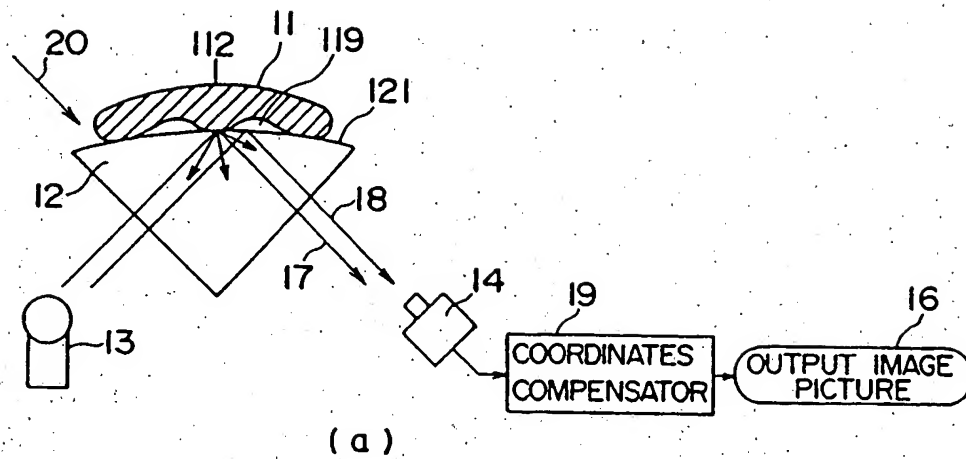 20
112
11
119
121
12
18
17
14
13
19
COORDINATES
COMPENSATOR
16
OUTPUT IMAGE
PICTURE
(a)